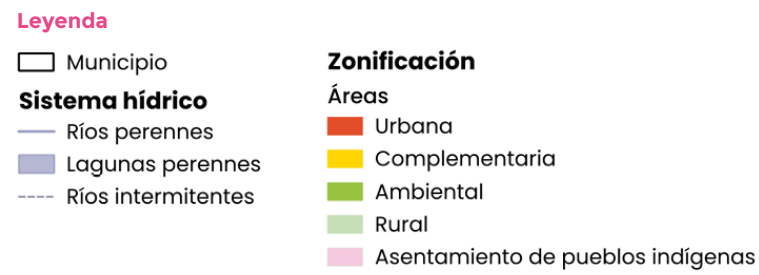 Leyenda
Municipio
Sistema hídrico
Ríos perennes
Lagunas perennes
Ríos intermitentes
Zonificación
Áreas
Urbana
Complementaria
Ambiental
Rural
Asentamiento de pueblos indígenas